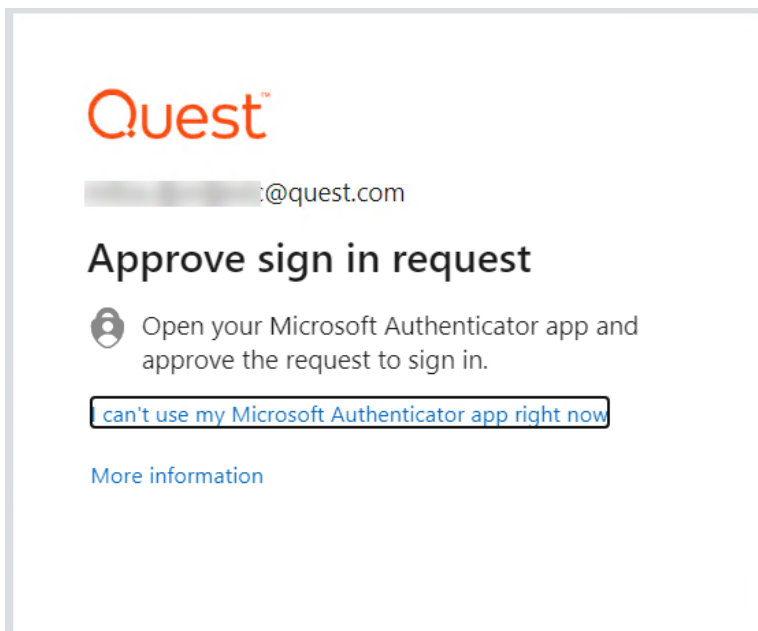 Quest™
:@quest.com
Approve sign in request
Open your Microsoft Authenticator app and
approve the request to sign in.
I can't use my Microsoft Authenticator app right now
More information